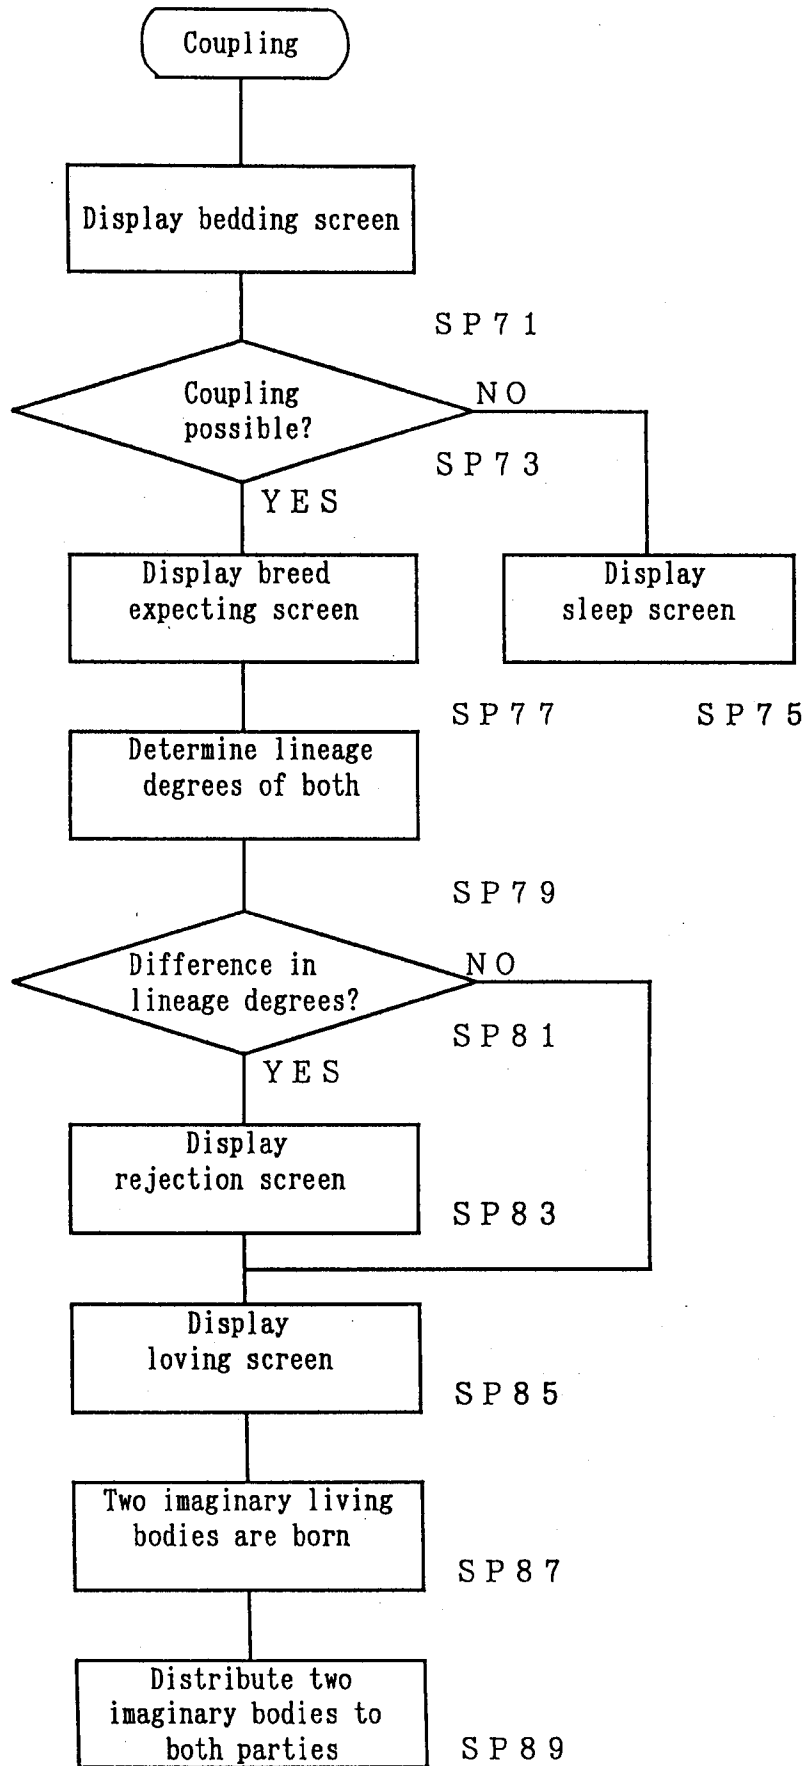 Coupling
Display bedding screen
SP71
Coupling
possible?
NO
SP73
YES
Display breed
expecting screen
Display
sleep screen
SP77
SP75
Determine lineage
degrees of both
SP79
Difference in
lineage degrees?
NO
SP81
YES
Display
rejection screen
SP83
Display
loving screen
SP85
Two imaginary living
bodies are born
SP87
Distribute two
imaginary bodies to
both parties
SP89